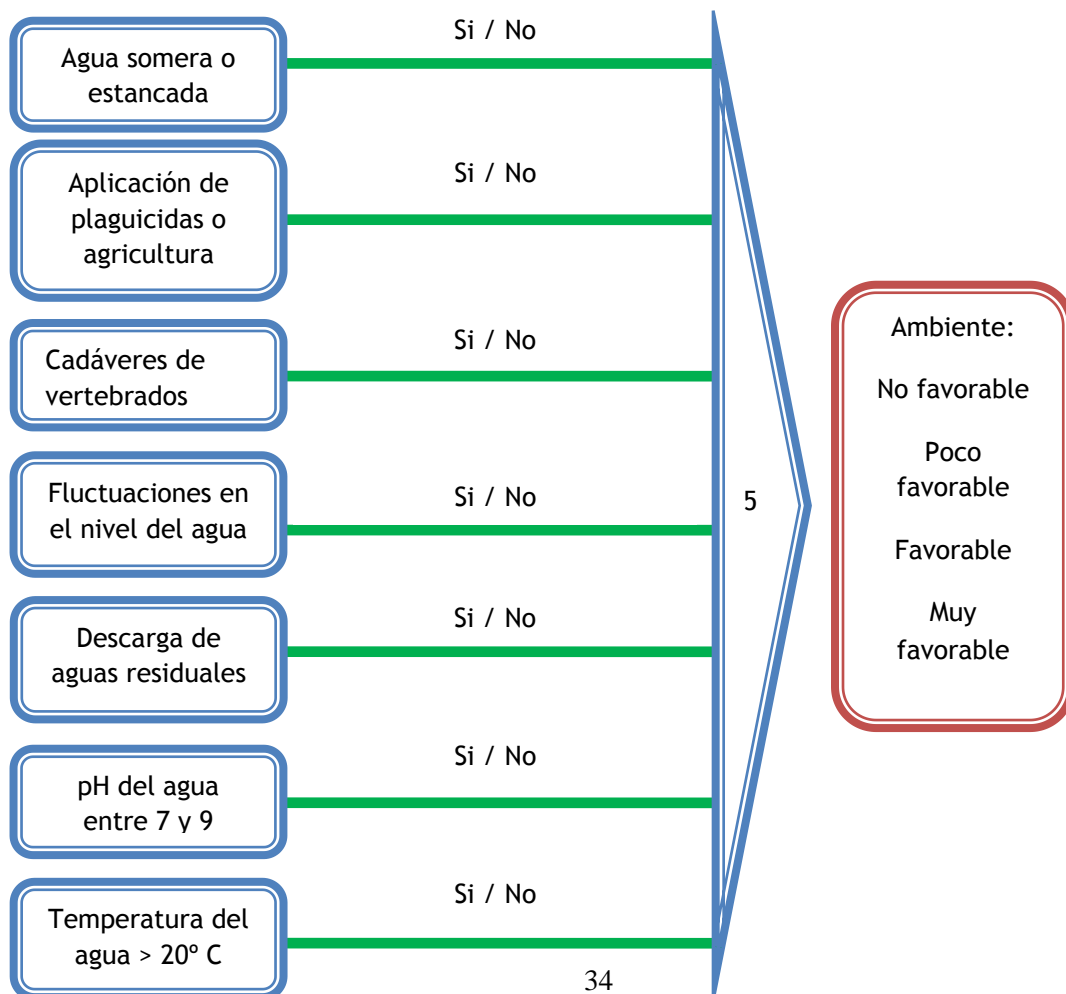 Agua somera o
estancada
Si / No
Aplicación de
plaguicidas o
agricultura
Si / No
Cadáveres de
vertebrados
Si / No
Fluctuaciones en
el nivel del agua
Si / No
Descarga de
aguas residuales
Si / No
pH del agua
entre 7 y 9
Si / No
Temperatura del
agua > 20º C
Si / No
5
Ambiente:
No favorable
Poco
favorable
Favorable
Muy
favorable
34